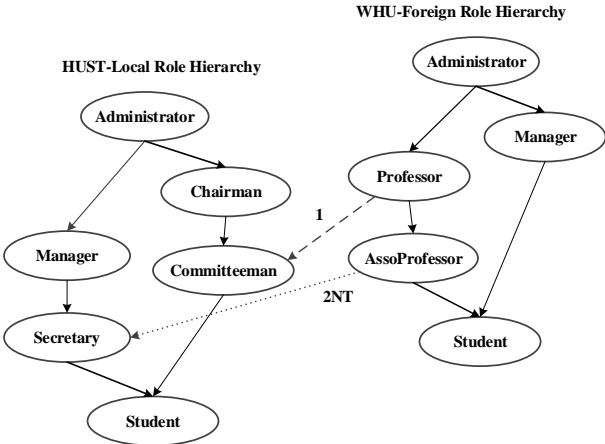 WHU-Foreign Role Hierarchy
HUST-Local Role Hierarchy
Administrator
Administrator
Manager
Chairman
Professor
1
Manager
Committeeman
AssoProfessor
2NT
Secretary
Student
Student